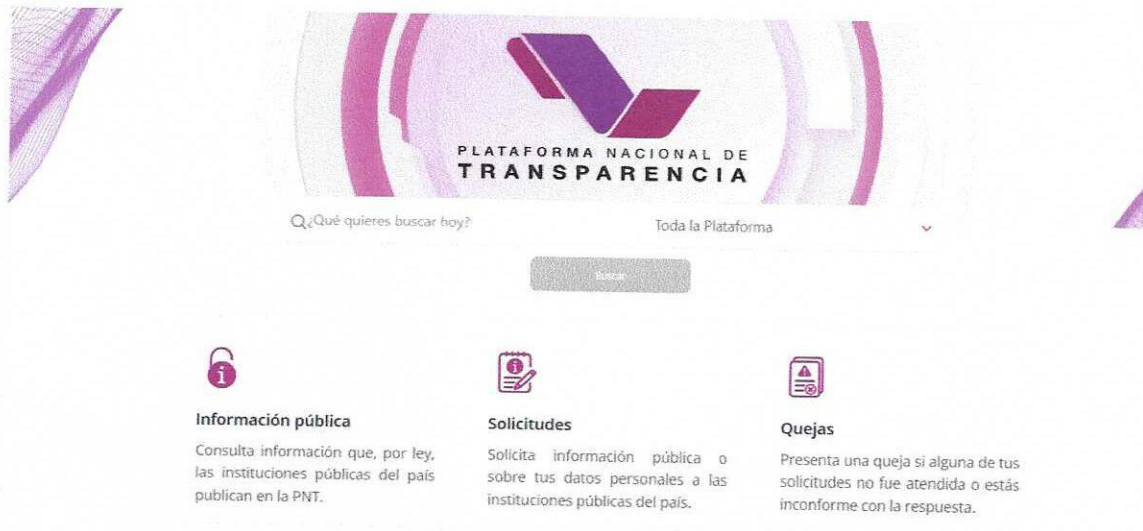 PLATAFORMA NACIONAL DE
TRANSPARENCIA
¿Qué quieres buscar hoy?
Toda la Plataforma
Buscar
Información pública
Consulta información que, por ley,
las instituciones públicas del país
publican en la PNT.
Solicitudes
Solicita información pública o
sobre tus datos personales a las
instituciones públicas del país.
Quejas
Presenta una queja si alguna de tus
solicitudes no fue atendida o estás
inconforme con la respuesta.